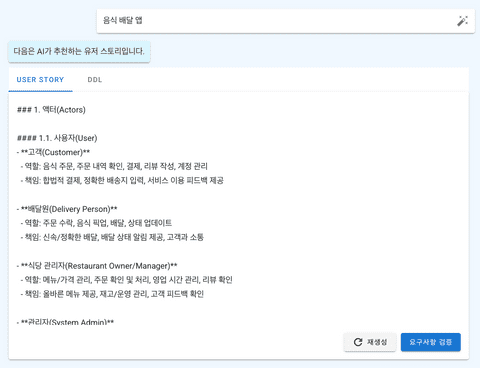 음식 배달 앱
다음은 AI가 추천하는 유저 스토리입니다.
USER STORY DDL
### 1. 액터(Actors)
#### 1.1. 사용자(User)
- **고객(Customer)**
- 역할: 음식 주문, 주문 내역 확인, 결제, 리뷰 작성, 계정 관리
- 책임: 합법적 결제, 정확한 배송지 입력, 서비스 이용 피드백 제공
- **배달원(Delivery Person)**
- 역할: 주문 수락, 음식 픽업, 배달, 상태 업데이트
- 책임: 신속/정확한 배달, 배달 상태 알림 제공, 고객과 소통
- **식당 관리자(Restaurant Owner/Manager)**
- 역할: 메뉴/가격 관리, 주문 확인 및 처리, 영업 시간 관리, 리뷰 확인
- 책임: 올바른 메뉴 제공, 재고/운영 관리, 고객 피드백 확인
- **관리자(System Admin)**
재생성 요구사항 검증